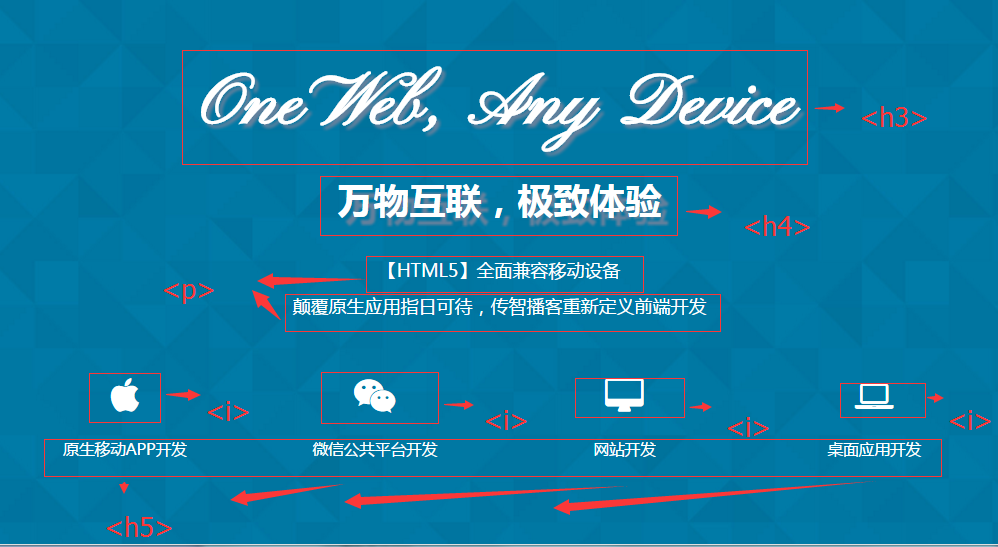 One Web, Any Device
<h3>
万物互联，极致体验
<h4>
【HTML5】全面兼容移动设备
<p>
颠覆原生应用指日可待，传智播客重新定义前端开发
<i>
<i>
<i>
<i>
原生移动APP开发
微信公共平台开发
网站开发
桌面应用开发
<h5>